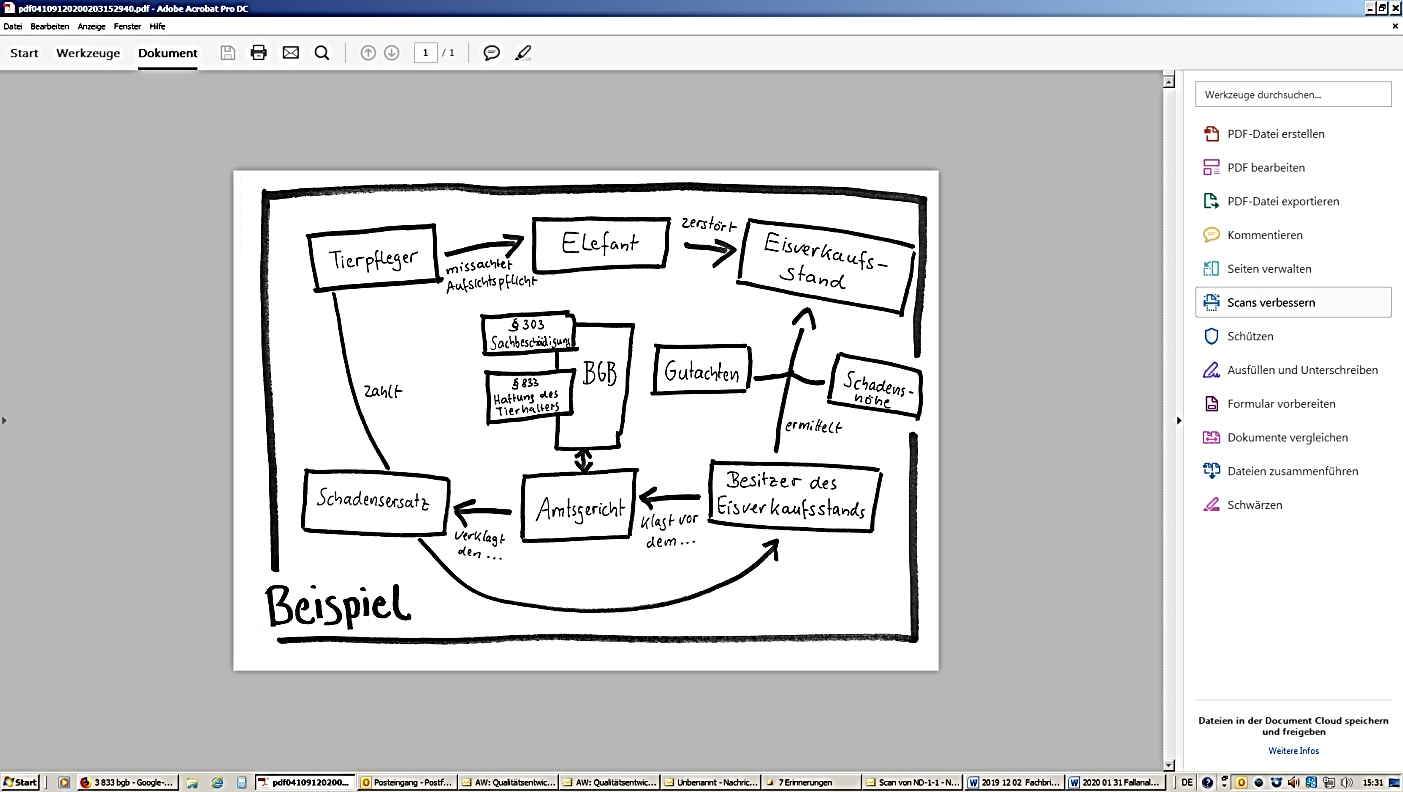 pdf04109120200203152940.pdf - Adobe Acrobat Pro DC
Datei Bearbeiten Anzeige Fenster Hilfe
Start Werkzeuge Dokument 1 / 1
Werkzeuge durchsuchen...
PDF-Datei erstellen
PDF bearbeiten
PDF-Datei exportieren
Kommentieren
Seiten verwalten
Scans verbessern
Schützen
Ausfüllen und Unterschreiben
Formular vorbereiten
Dokumente vergleichen
Dateien zusammenführen
Schwärzen
Dateien in der Document Cloud speichern
und freigeben
Weitere Infos
Tierpfleger
missachtet
Aufsichtspflicht
Elefant
zerstört
Eisverkaufs-
stand
§ 303
Sachbeschädigung
§ 833
Haftung des
Tierhalters
BGB
Gutachten
Schadens-
höhe
ermittelt
zahlt
Schadensersatz
verklagt
den ...
Amtsgericht
klagt vor
dem ...
Besitzer des
Eisverkaufsstands
Beispiel
Start
3 833 bgb - Google-...
pdf04109120200...
Posteingang - Postf...
AW: Qualitätsentwic...
AW: Qualitätsentwic...
Unbenannt - Nachric...
7 Erinnerungen
Scan von ND-1-1 - N...
2019 12 02 Fachbri...
2020 01 31 Fallanal...
DE
15:31